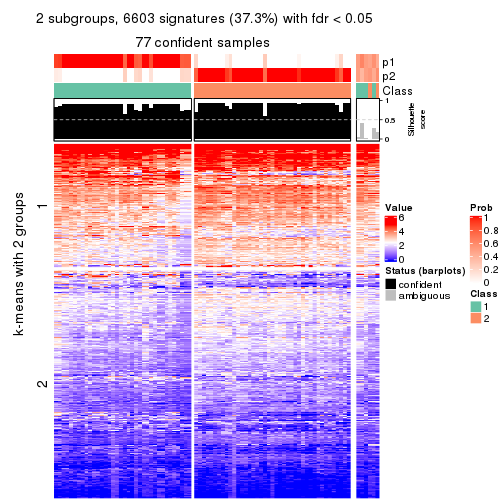 2 subgroups, 6603 signatures (37.3%) with fdr < 0.05
77 confident samples
p1
p2
Class
1
0.5
0
Silhouette
score
k-means with 2 groups
1
2
Value
6
4
2
0
Status (barplots)
confident
ambiguous
Prob
1
0.8
0.6
0.4
0.2
0
Class
1
2